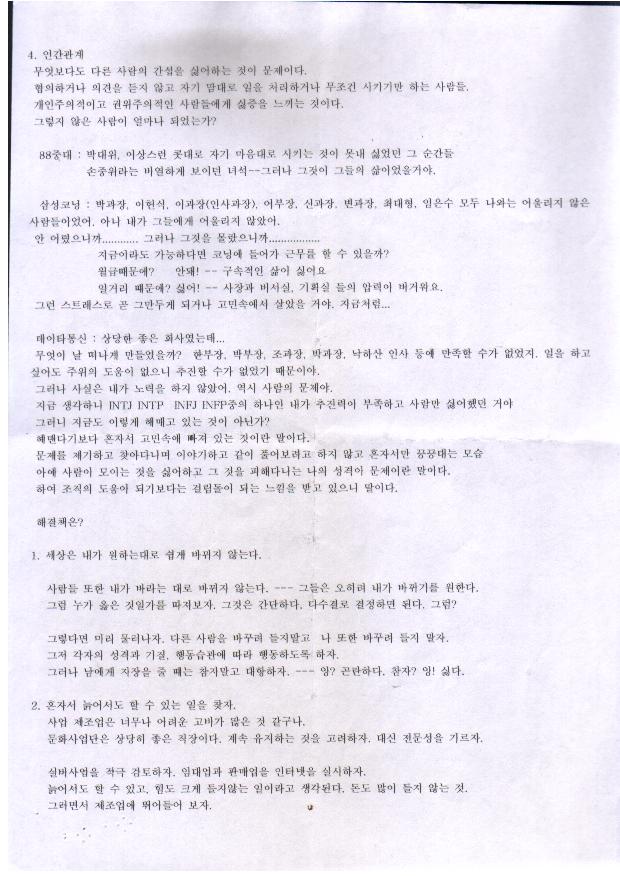 4. 인간관계
무엇보다도 다른 사람의 간섭을 싫어하는 것이 문제이다.
협의하거나 의견을 듣지 않고 자기 맘대로 일을 처리하거나 무조건 시키기만 하는 사람들.
개인주의적이고 권위주의적인 사람들에게 싫증을 느끼는 것이다.
그렇지 않은 사람이 얼마나 되었는가?
88중대 : 박대위, 이상스런 콧대로 자기 마음대로 시키는 것이 못내 싫었던 그 순간들
손중위라는 비열하게 보이던 녀석--그러나 그것이 그들의 삶이었을거야.
삼성코닝 : 박과장, 이현식, 이과장(인사과장), 어부장, 신과장, 변과장, 최대형, 임은수 모두 나와는 어울리지 않은
사람들이었어. 아니 내가 그들에게 어울리지 않았어.
안 어렸으니까............ 그러나 그것을 몰랐으니까................
지금이라도 가능하다면 코닝에 들어가 근무를 할 수 있을까?
월급때문에? 안돼! -- 구속적인 삶이 싫어요
일거리 때문에? 싫어! -- 사장과 비서실, 기획실 들의 압력이 버거워요.
그런 스트레스로 곧 그만두게 되거나 고민속에서 살았을 거야. 지금처럼...
데이타통신 : 상당한 좋은 회사였는데...
무엇이 날 떠나게 만들었을까? 한부장, 박부장, 조과장, 박과장, 낙하산 인사 등에 만족할 수가 없었지. 일을 하고
싶어도 주위의 도움이 없으니 추진할 수가 없었기 때문이야.
그러나 사실은 내가 노력을 하지 않았어. 역시 사람의 문제야.
지금 생각하니 INTJ INTP INFJ INFP중의 하나인 내가 추진력이 부족하고 사람만 싫어했던 거야
그러니 지금도 이렇게 헤매고 있는 것이 아닌가?
헤맨다기보다 혼자서 고민속에 빠져 있는 것이란 말이다.
문제를 제기하고 찾아다니며 이야기하고 같이 풀어보려고 하지 않고 혼자서만 끙끙대는 모습
아예 사람이 모이는 것을 싫어하고 그 것을 피해다니는 나의 성격이 문제이란 말이다.
하여 조직의 도움이 되기보다는 걸림돌이 되는 느낌을 받고 있으니 말이다.
해결책은?
1. 세상은 내가 원하는대로 쉽게 바뀌지 않는다.
사람들 또한 내가 바라는 대로 바뀌지 않는다. --- 그들은 오히려 내가 바뀌기를 원한다.
그럼 누가 옳은 것일가를 따져보자. 그것은 간단하다. 다수결로 결정하면 된다. 그럼?
그렇다면 미리 물러나자. 다른 사람을 바꾸려 들지말고 나 또한 바꾸려 들지 말자.
그저 각자의 성격과 기질, 행동습관에 따라 행동하도록 하자.
그러나 남에게 지장을 줄 때는 참지말고 대항하자. --- 잉? 곤란하다. 참자? 잉! 싫다.
2. 혼자서 늙어서도 할 수 있는 일을 찾자.
사업 제조업은 너무나 어려운 고비가 많은 것 같구나.
문화사업단은 상당히 좋은 직장이다. 계속 유지하는 것을 고려하자. 대신 전문성을 기르자.
실버사업을 적극 검토하자. 임대업과 판매업을 인터넷을 실시하자.
늙어서도 할 수 있고, 힘도 크게 들지않는 일이라고 생각된다. 돈도 많이 들지 않는 것.
그러면서 제조업에 뛰어들어 보자.